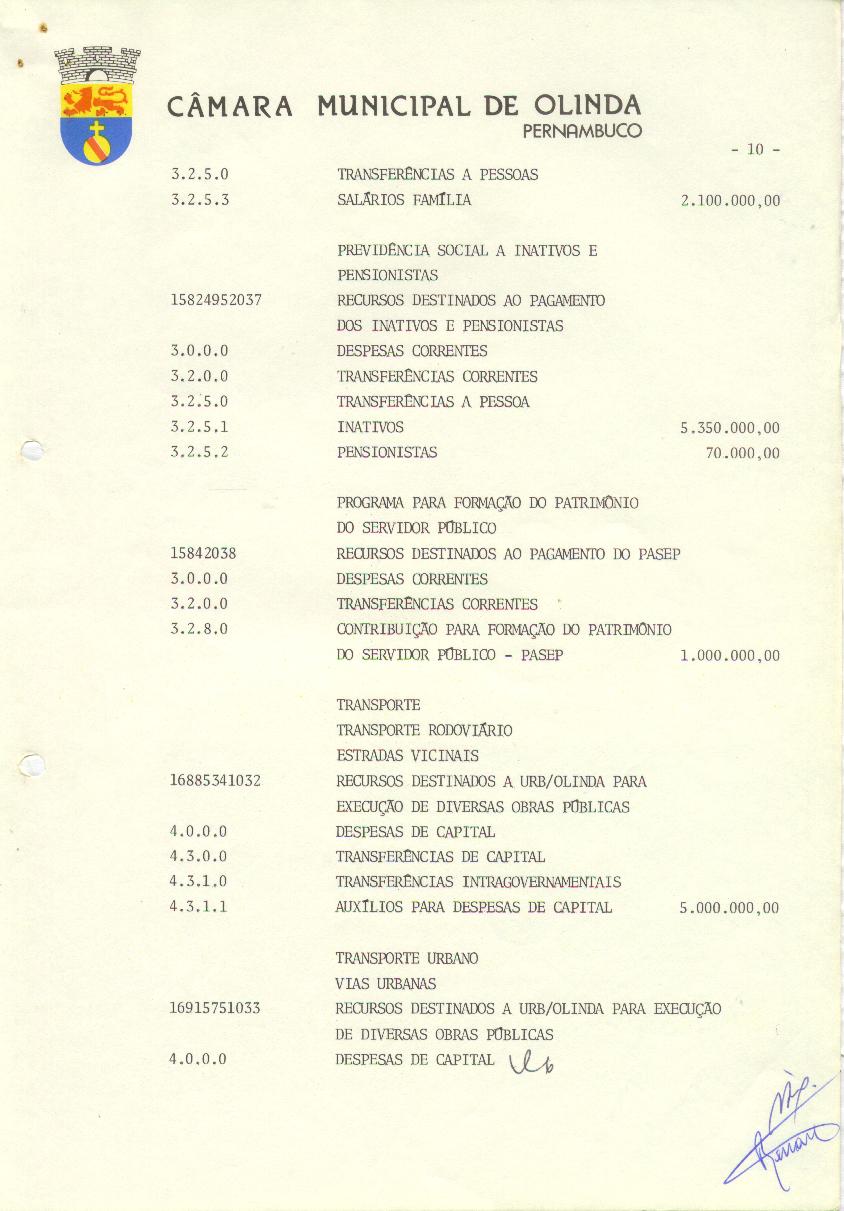 CÂMARA MUNICIPAL DE OLINDA
PERNAMBUCO
- 10 -
3.2.5.0 TRANSFERÊNCIAS A PESSOAS
3.2.5.3 SALÁRIOS FAMÍLIA 2.100.000,00
PREVIDÊNCIA SOCIAL A INATIVOS E
PENSIONISTAS
15824952037 RECURSOS DESTINADOS AO PAGAMENTO
DOS INATIVOS E PENSIONISTAS
3.0.0.0 DESPESAS CORRENTES
3.2.0.0 TRANSFERÊNCIAS CORRENTES
3.2.5.0 TRANSFERÊNCIAS A PESSOA
3.2.5.1 INATIVOS 5.350.000,00
3.2.5.2 PENSIONISTAS 70.000,00
PROGRAMA PARA FORMAÇÃO DO PATRIMÔNIO
DO SERVIDOR PÚBLICO
15842038 RECURSOS DESTINADOS AO PAGAMENTO DO PASEP
3.0.0.0 DESPESAS CORRENTES
3.2.0.0 TRANSFERÊNCIAS CORRENTES
3.2.8.0 CONTRIBUIÇÃO PARA FORMAÇÃO DO PATRIMÔNIO
DO SERVIDOR PÚBLICO - PASEP 1.000.000,00
TRANSPORTE
TRANSPORTE RODOVIÁRIO
ESTRADAS VICINAIS
16885341032 RECURSOS DESTINADOS A URB/OLINDA PARA
EXECUÇÃO DE DIVERSAS OBRAS PÚBLICAS
4.0.0.0 DESPESAS DE CAPITAL
4.3.0.0 TRANSFERÊNCIAS DE CAPITAL
4.3.1.0 TRANSFERÊNCIAS INTRAGOVERNAMENTAIS
4.3.1.1 AUXÍLIOS PARA DESPESAS DE CAPITAL 5.000.000,00
TRANSPORTE URBANO
VIAS URBANAS
16915751033 RECURSOS DESTINADOS A URB/OLINDA PARA EXECUÇÃO
DE DIVERSAS OBRAS PÚBLICAS
4.0.0.0 DESPESAS DE CAPITAL